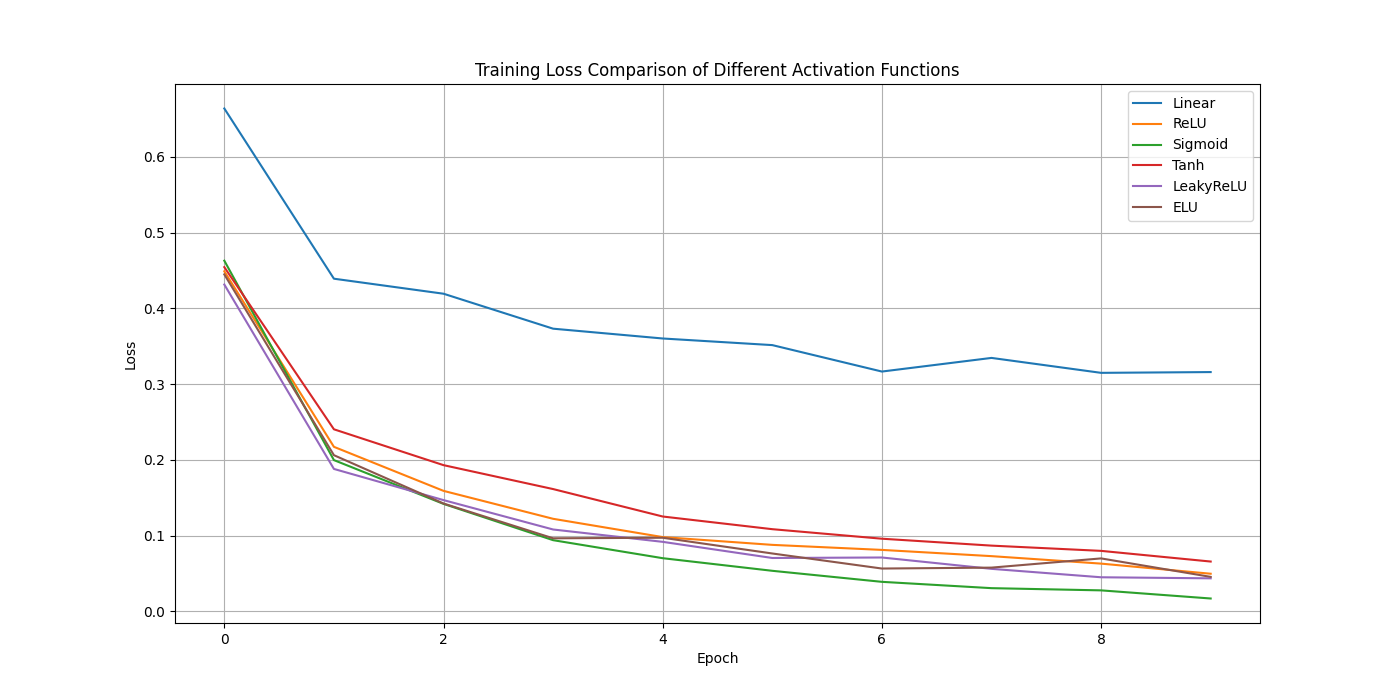 Training Loss Comparison of Different Activation Functions
Linear
ReLU
Sigmoid
Tanh
LeakyReLU
ELU
Loss
0.6
0.5
0.4
0.3
0.2
0.1
0.0
0 2 4 6 8
Epoch